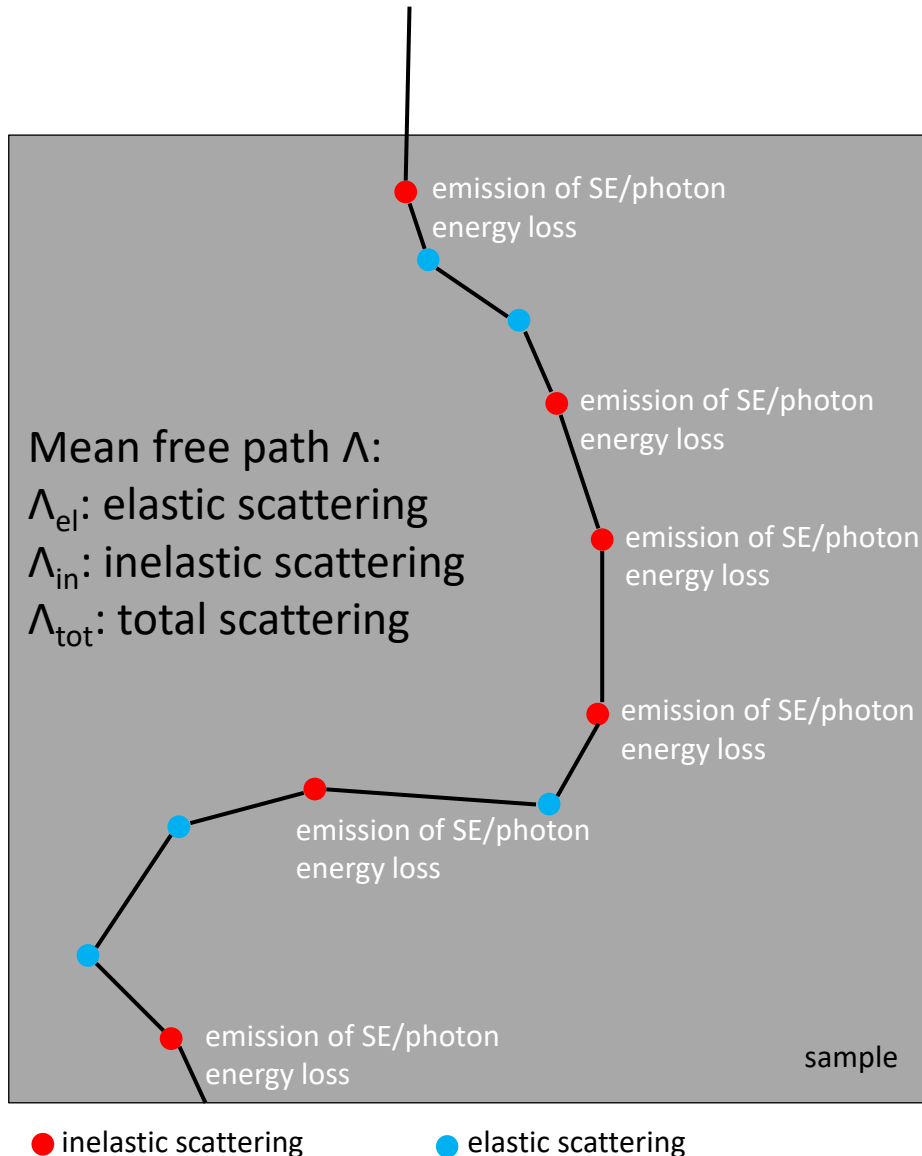 emission of SE/photon
energy loss
emission of SE/photon
energy loss
Mean free path Λ:
Λel: elastic scattering
Λin: inelastic scattering
Λtot: total scattering
emission of SE/photon
energy loss
emission of SE/photon
energy loss
emission of SE/photon
energy loss
emission of SE/photon
energy loss
sample
inelastic scattering
elastic scattering